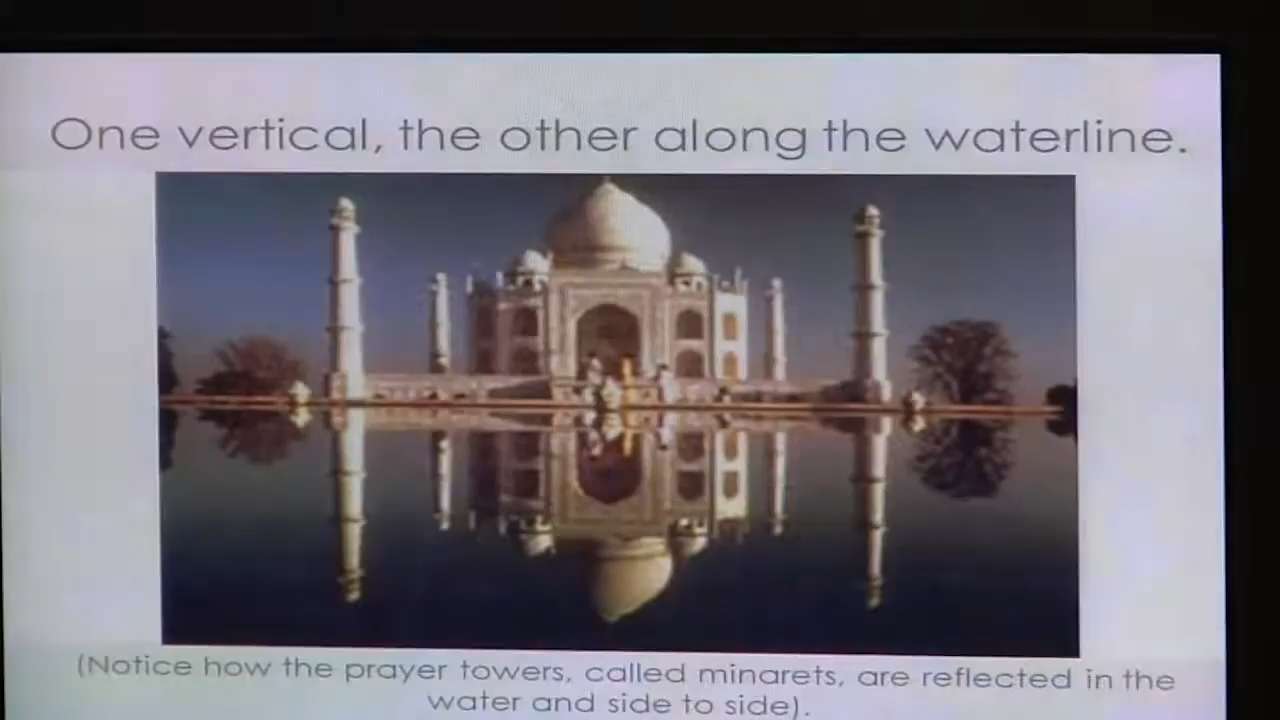 One vertical, the other along the waterline.
(Notice how the prayer towers, called minarets, are reflected in the
water and side to side).